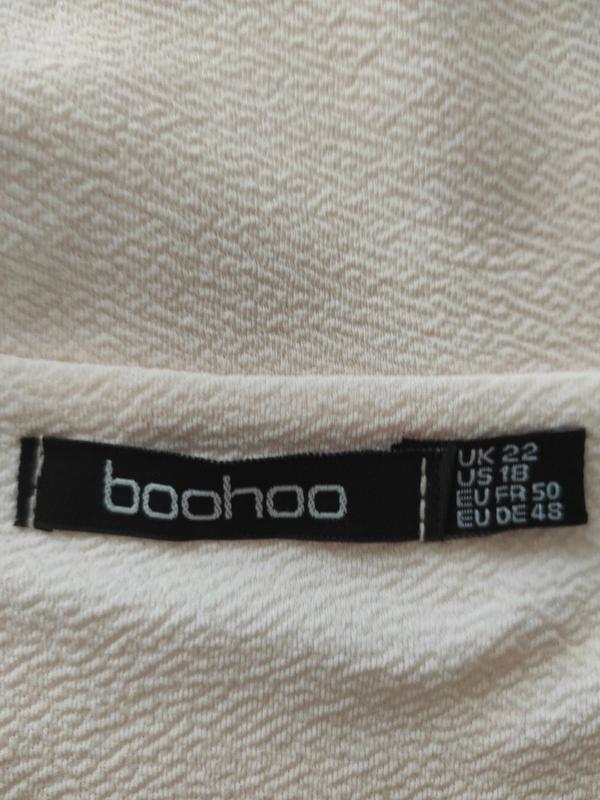 boohoo
UK 22
US 18
EU FR 50
EU DE 48